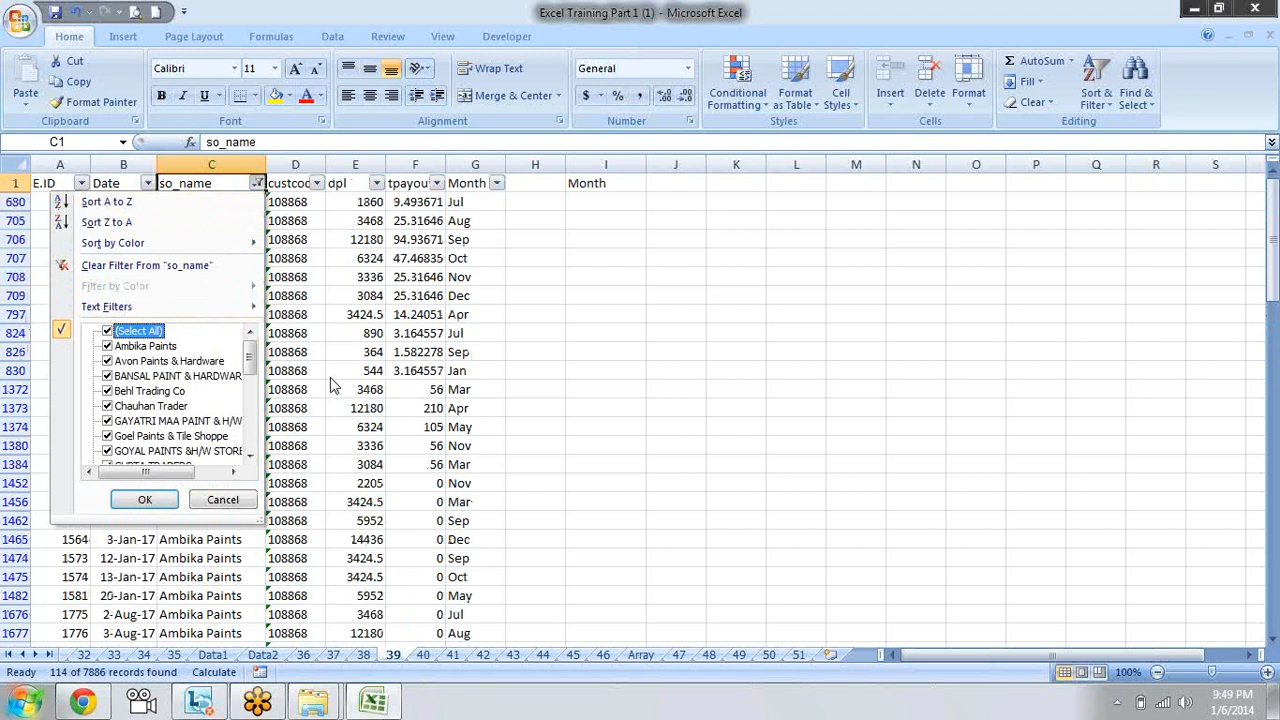 Excel Training Part 1 (1) - Microsoft Excel
Home Insert Page Layout Formulas Data Review View Developer
Paste Cut Copy Format Painter Clipboard
Calibri 11 A A B I U A Font
Wrap Text Merge & Center Alignment
General $ % , Number
Conditional Formatting Format as Table Cell Styles Styles
Insert Delete Format Cells
Σ AutoSum Fill Clear Sort & Filter Find & Select Editing
C1 fx so_name
A B C D E F G H I J K L M N O P Q R S
1 E.ID Date so_name custcod dpl tpayou Month Month
680 108868 1860 9.493671 Jul
705 108868 3468 25.31646 Aug
706 108868 12180 94.93671 Sep
707 108868 6324 47.46835 Oct
708 108868 3336 25.31646 Nov
709 108868 3084 25.31646 Dec
797 108868 3424.5 14.24051 Apr
824 108868 890 3.164557 Jul
826 108868 364 1.582278 Sep
830 108868 544 3.164557 Jan
1372 108868 3468 56 Mar
1373 108868 12180 210 Apr
1374 108868 6324 105 May
1380 108868 3336 56 Nov
1384 108868 3084 56 Mar
1452 108868 2205 0 Nov
1456 108868 3424.5 0 Mar
1462 108868 5952 0 Sep
1465 1564 3-Jan-17 Ambika Paints 108868 14436 0 Dec
1474 1573 12-Jan-17 Ambika Paints 108868 3424.5 0 Sep
1475 1574 13-Jan-17 Ambika Paints 108868 3424.5 0 Oct
1482 1581 20-Jan-17 Ambika Paints 108868 5952 0 May
1676 1775 2-Aug-17 Ambika Paints 108868 3468 0 Jul
1677 1776 3-Aug-17 Ambika Paints 108868 12180 0 Aug
Sort A to Z
Sort Z to A
Sort by Color
Clear Filter From "so_name"
Filter by Color
Text Filters
(Select All)
Ambika Paints
Avon Paints & Hardware
BANSAL PAINT & HARDWAR
Behl Trading Co
Chauhan Trader
GAYATRI MAA PAINT & H/W
Goel Paints & Tile Shoppe
GOYAL PAINTS &H/W STORE
OK Cancel
32 33 34 35 Data1 Data2 36 37 38 39 40 41 42 43 44 45 46 Array 47 48 49 50 51
Ready 114 of 7886 records found Calculate 100%
9:49 PM
1/6/2014